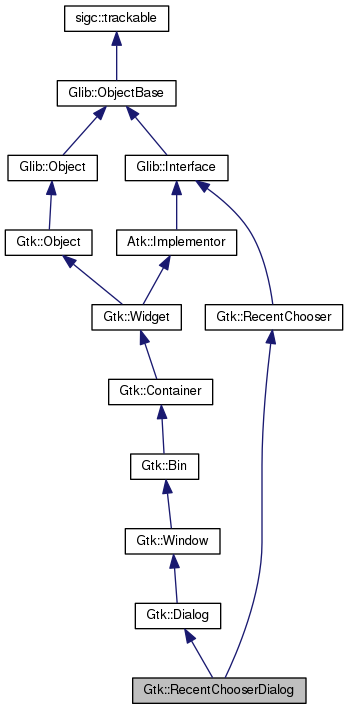 sigc::trackable
Glib::ObjectBase
Glib::Object
Glib::Interface
Gtk::Object
Atk::Implementor
Gtk::Widget
Gtk::RecentChooser
Gtk::Container
Gtk::Bin
Gtk::Window
Gtk::Dialog
Gtk::RecentChooserDialog